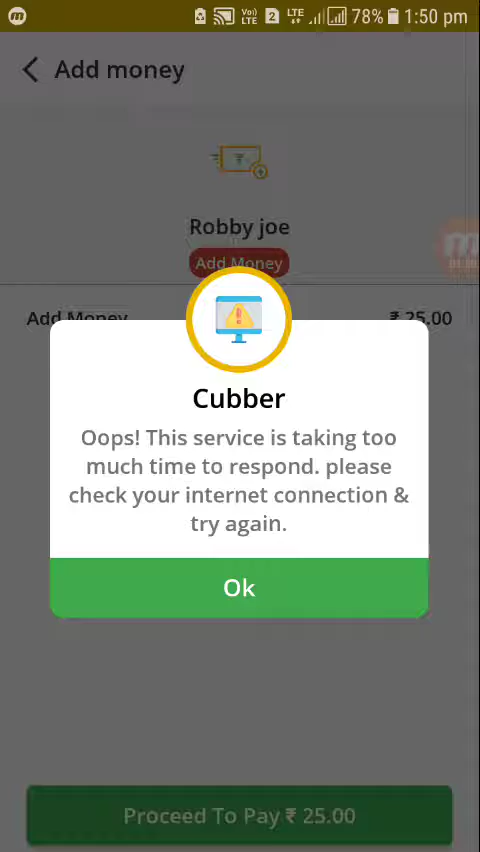 78% 1:50 pm
Add money
Robby joe
Add Money
Add Money ₹ 25.00
Cubber
Oops! This service is taking too
much time to respond. please
check your internet connection &
try again.
Ok
Proceed To Pay ₹ 25.00